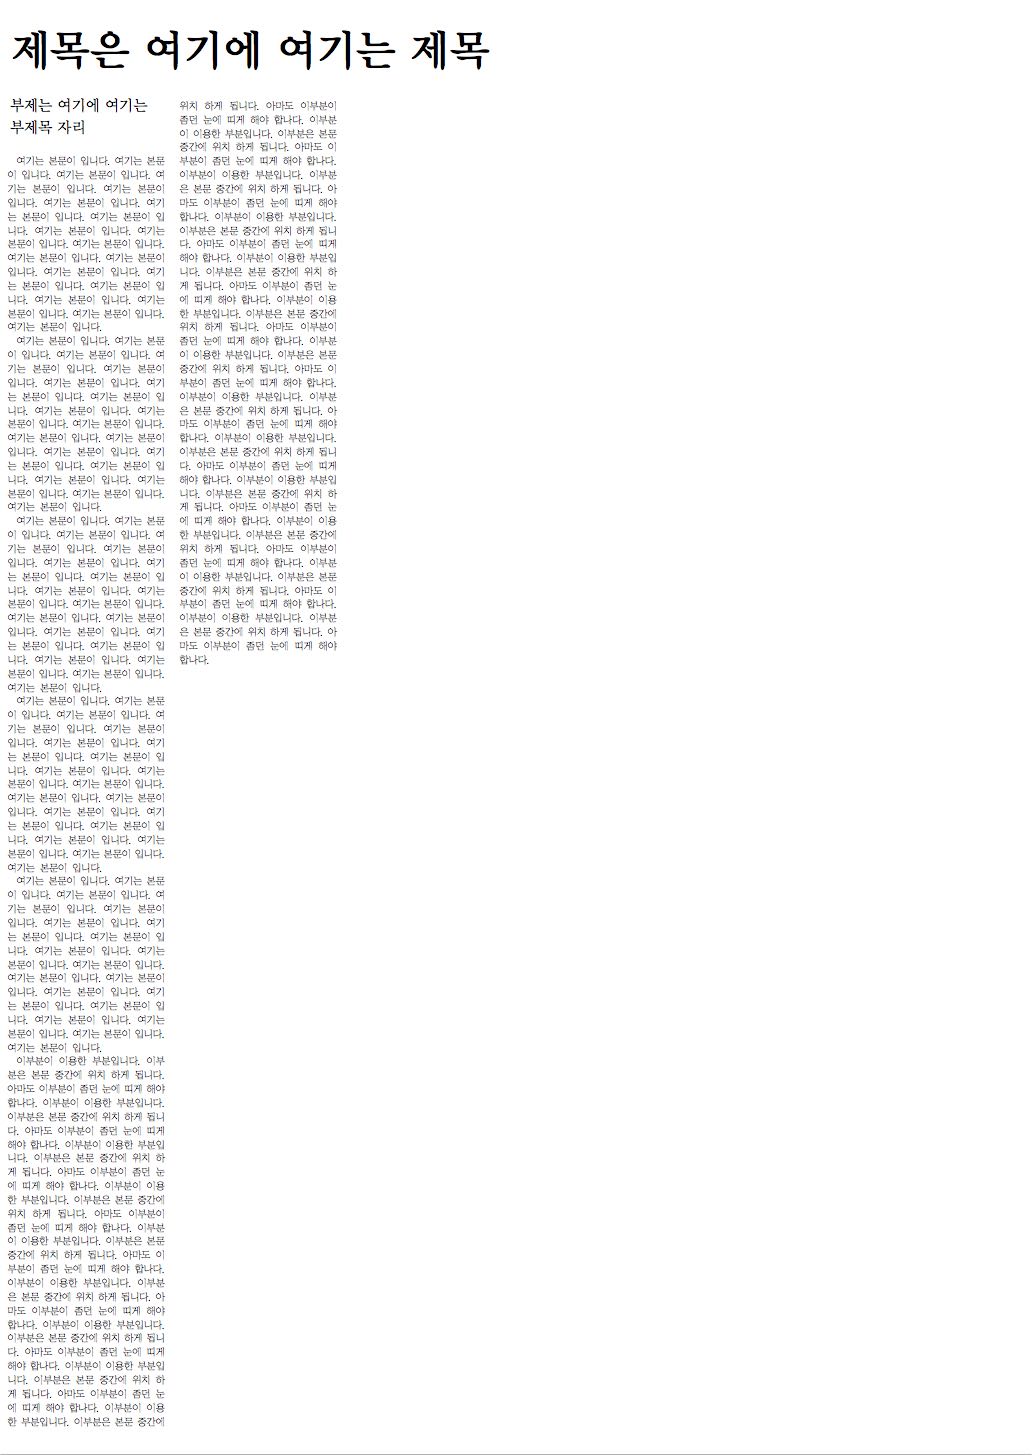 제목은 여기에 여기는 제목
부제는 여기에 여기는
부제목 자리
여기는 본문이 입니다. 여기는 본문
이 입니다. 여기는 본문이 입니다. 여
기는 본문이 입니다. 여기는 본문이
입니다. 여기는 본문이 입니다. 여기
는 본문이 입니다. 여기는 본문이 입
니다. 여기는 본문이 입니다. 여기는
본문이 입니다. 여기는 본문이 입니다.
여기는 본문이 입니다. 여기는 본문이
입니다. 여기는 본문이 입니다. 여기
는 본문이 입니다. 여기는 본문이 입
니다. 여기는 본문이 입니다. 여기는
본문이 입니다. 여기는 본문이 입니다.
여기는 본문이 입니다.
여기는 본문이 입니다. 여기는 본문
이 입니다. 여기는 본문이 입니다. 여
기는 본문이 입니다. 여기는 본문이
입니다. 여기는 본문이 입니다. 여기
는 본문이 입니다. 여기는 본문이 입
니다. 여기는 본문이 입니다. 여기는
본문이 입니다. 여기는 본문이 입니다.
여기는 본문이 입니다. 여기는 본문이
입니다. 여기는 본문이 입니다. 여기
는 본문이 입니다. 여기는 본문이 입
니다. 여기는 본문이 입니다. 여기는
본문이 입니다. 여기는 본문이 입니다.
여기는 본문이 입니다.
여기는 본문이 입니다. 여기는 본문
이 입니다. 여기는 본문이 입니다. 여
기는 본문이 입니다. 여기는 본문이
입니다. 여기는 본문이 입니다. 여기
는 본문이 입니다. 여기는 본문이 입
니다. 여기는 본문이 입니다. 여기는
본문이 입니다. 여기는 본문이 입니다.
여기는 본문이 입니다. 여기는 본문이
입니다. 여기는 본문이 입니다. 여기
는 본문이 입니다. 여기는 본문이 입
니다. 여기는 본문이 입니다. 여기는
본문이 입니다. 여기는 본문이 입니다.
여기는 본문이 입니다.
여기는 본문이 입니다. 여기는 본문
이 입니다. 여기는 본문이 입니다. 여
기는 본문이 입니다. 여기는 본문이
입니다. 여기는 본문이 입니다. 여기
는 본문이 입니다. 여기는 본문이 입
니다. 여기는 본문이 입니다. 여기는
본문이 입니다. 여기는 본문이 입니다.
여기는 본문이 입니다. 여기는 본문이
입니다. 여기는 본문이 입니다. 여기
는 본문이 입니다. 여기는 본문이 입
니다. 여기는 본문이 입니다. 여기는
본문이 입니다. 여기는 본문이 입니다.
여기는 본문이 입니다.
여기는 본문이 입니다. 여기는 본문
이 입니다. 여기는 본문이 입니다. 여
기는 본문이 입니다. 여기는 본문이
입니다. 여기는 본문이 입니다. 여기
는 본문이 입니다. 여기는 본문이 입
니다. 여기는 본문이 입니다. 여기는
본문이 입니다. 여기는 본문이 입니다.
여기는 본문이 입니다. 여기는 본문이
입니다. 여기는 본문이 입니다. 여기
는 본문이 입니다. 여기는 본문이 입
니다. 여기는 본문이 입니다. 여기는
본문이 입니다. 여기는 본문이 입니다.
여기는 본문이 입니다.
이부분이 이용한 부분입니다. 이부
분은 본문 중간에 위치 하게 됩니다.
아마도 이부분이 좀던 눈에 띠게 해야
합나다. 이부분이 이용한 부분입니다.
이부분은 본문 중간에 위치 하게 됩니
다. 아마도 이부분이 좀던 눈에 띠게
해야 합나다. 이부분이 이용한 부분입
니다. 이부분은 본문 중간에 위치 하
게 됩니다. 아마도 이부분이 좀던 눈
에 띠게 해야 합나다. 이부분이 이용
한 부분입니다. 이부분은 본문 중간에
위치 하게 됩니다. 아마도 이부분이
좀던 눈에 띠게 해야 합나다. 이부분
이 이용한 부분입니다. 이부분은 본문
중간에 위치 하게 됩니다. 아마도 이
부분이 좀던 눈에 띠게 해야 합나다.
이부분이 이용한 부분입니다. 이부분
은 본문 중간에 위치 하게 됩니다. 아
마도 이부분이 좀던 눈에 띠게 해야
합나다. 이부분이 이용한 부분입니다.
이부분은 본문 중간에 위치 하게 됩니
다. 아마도 이부분이 좀던 눈에 띠게
해야 합나다. 이부분이 이용한 부분입
니다. 이부분은 본문 중간에 위치 하
게 됩니다. 아마도 이부분이 좀던 눈
에 띠게 해야 합나다. 이부분이 이용
한 부분입니다. 이부분은 본문 중간에
위치 하게 됩니다. 아마도 이부분이
좀던 눈에 띠게 해야 합나다. 이부분
이 이용한 부분입니다. 이부분은 본문
중간에 위치 하게 됩니다. 아마도 이
부분이 좀던 눈에 띠게 해야 합나다.
이부분이 이용한 부분입니다. 이부분
은 본문 중간에 위치 하게 됩니다. 아
마도 이부분이 좀던 눈에 띠게 해야
합나다. 이부분이 이용한 부분입니다.
이부분은 본문 중간에 위치 하게 됩니
다. 아마도 이부분이 좀던 눈에 띠게
해야 합나다. 이부분이 이용한 부분입
니다. 이부분은 본문 중간에 위치 하
게 됩니다. 아마도 이부분이 좀던 눈
에 띠게 해야 합나다. 이부분이 이용
한 부분입니다. 이부분은 본문 중간에
위치 하게 됩니다. 아마도 이부분이
좀던 눈에 띠게 해야 합나다. 이부분
이 이용한 부분입니다. 이부분은 본문
중간에 위치 하게 됩니다. 아마도 이
부분이 좀던 눈에 띠게 해야 합나다.
이부분이 이용한 부분입니다. 이부분
은 본문 중간에 위치 하게 됩니다. 아
마도 이부분이 좀던 눈에 띠게 해야
합나다. 이부분이 이용한 부분입니다.
이부분은 본문 중간에 위치 하게 됩니
다. 아마도 이부분이 좀던 눈에 띠게
해야 합나다. 이부분이 이용한 부분입
니다. 이부분은 본문 중간에 위치 하
게 됩니다. 아마도 이부분이 좀던 눈
에 띠게 해야 합나다. 이부분이 이용
한 부분입니다. 이부분은 본문 중간에
위치 하게 됩니다. 아마도 이부분이
좀던 눈에 띠게 해야 합나다. 이부분
이 이용한 부분입니다. 이부분은 본문
중간에 위치 하게 됩니다. 아마도 이
부분이 좀던 눈에 띠게 해야 합나다.
이부분이 이용한 부분입니다. 이부분
은 본문 중간에 위치 하게 됩니다. 아
마도 이부분이 좀던 눈에 띠게 해야
합나다.